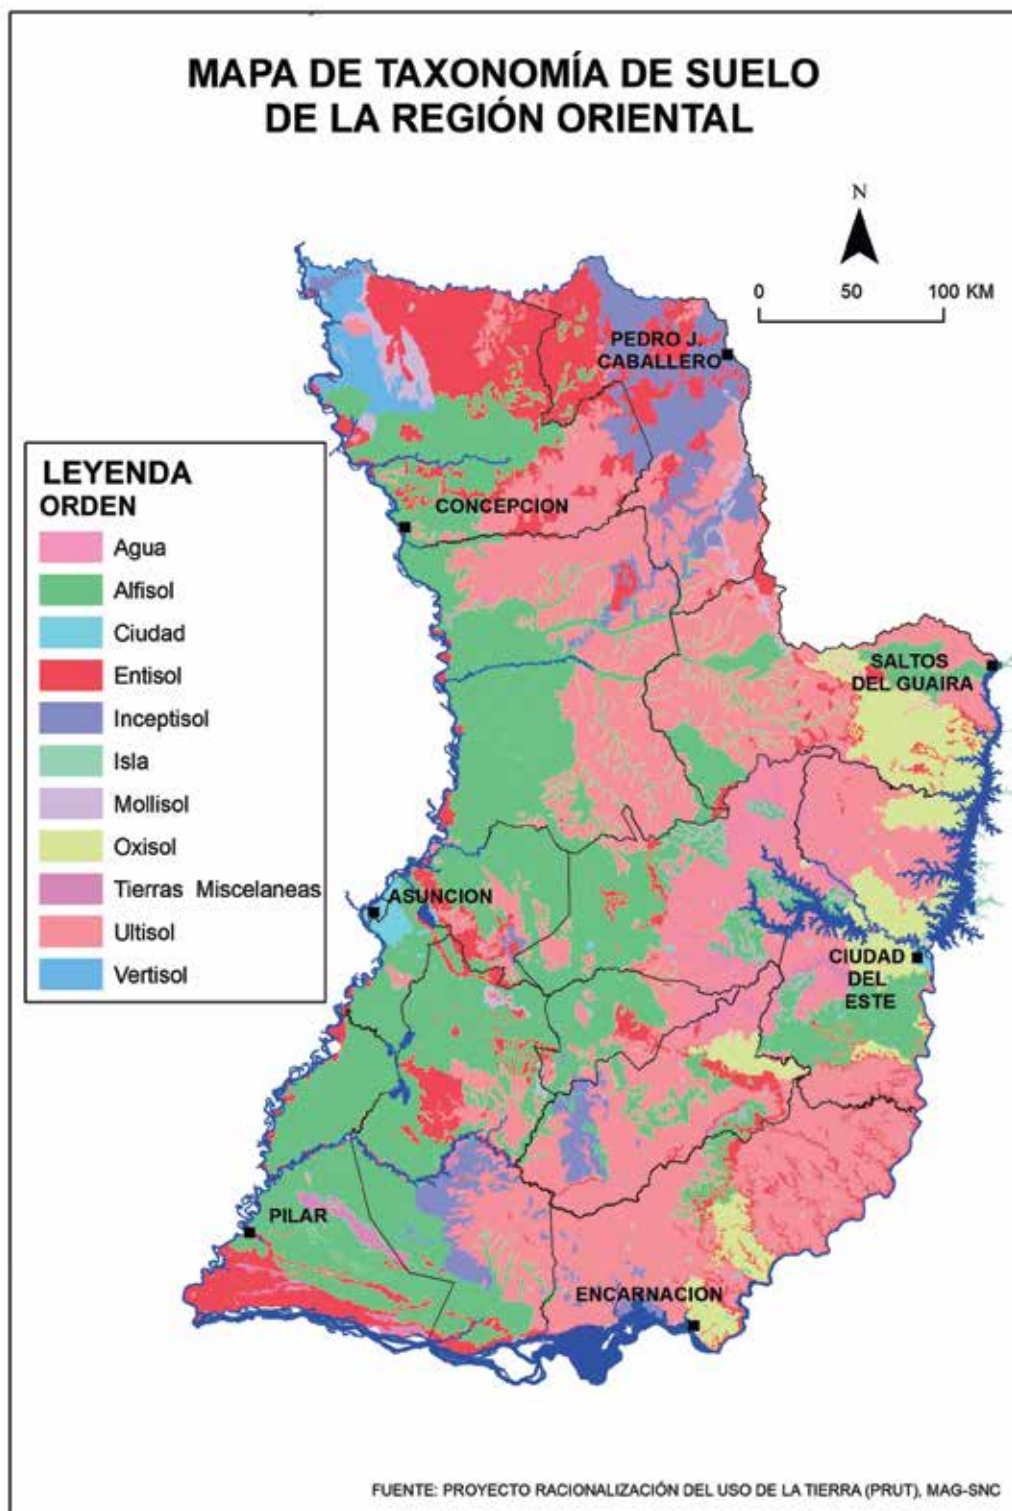 MAPA DE TAXONOMÍA DE SUELO
DE LA REGIÓN ORIENTAL
N
0 50 100 KM
PEDRO J.
CABALLERO
LEYENDA
ORDEN
Agua
Alfisol
Ciudad
Entisol
Inceptisol
Isla
Mollisol
Oxisol
Tierras Miscelaneas
Ultisol
Vertisol
CONCEPCION
SALTOS
DEL GUAIRA
ASUNCION
CIUDAD
DEL
ESTE
PILAR
ENCARNACION
FUENTE: PROYECTO RACIONALIZACIÓN DEL USO DE LA TIERRA (PRUT), MAG-SNC